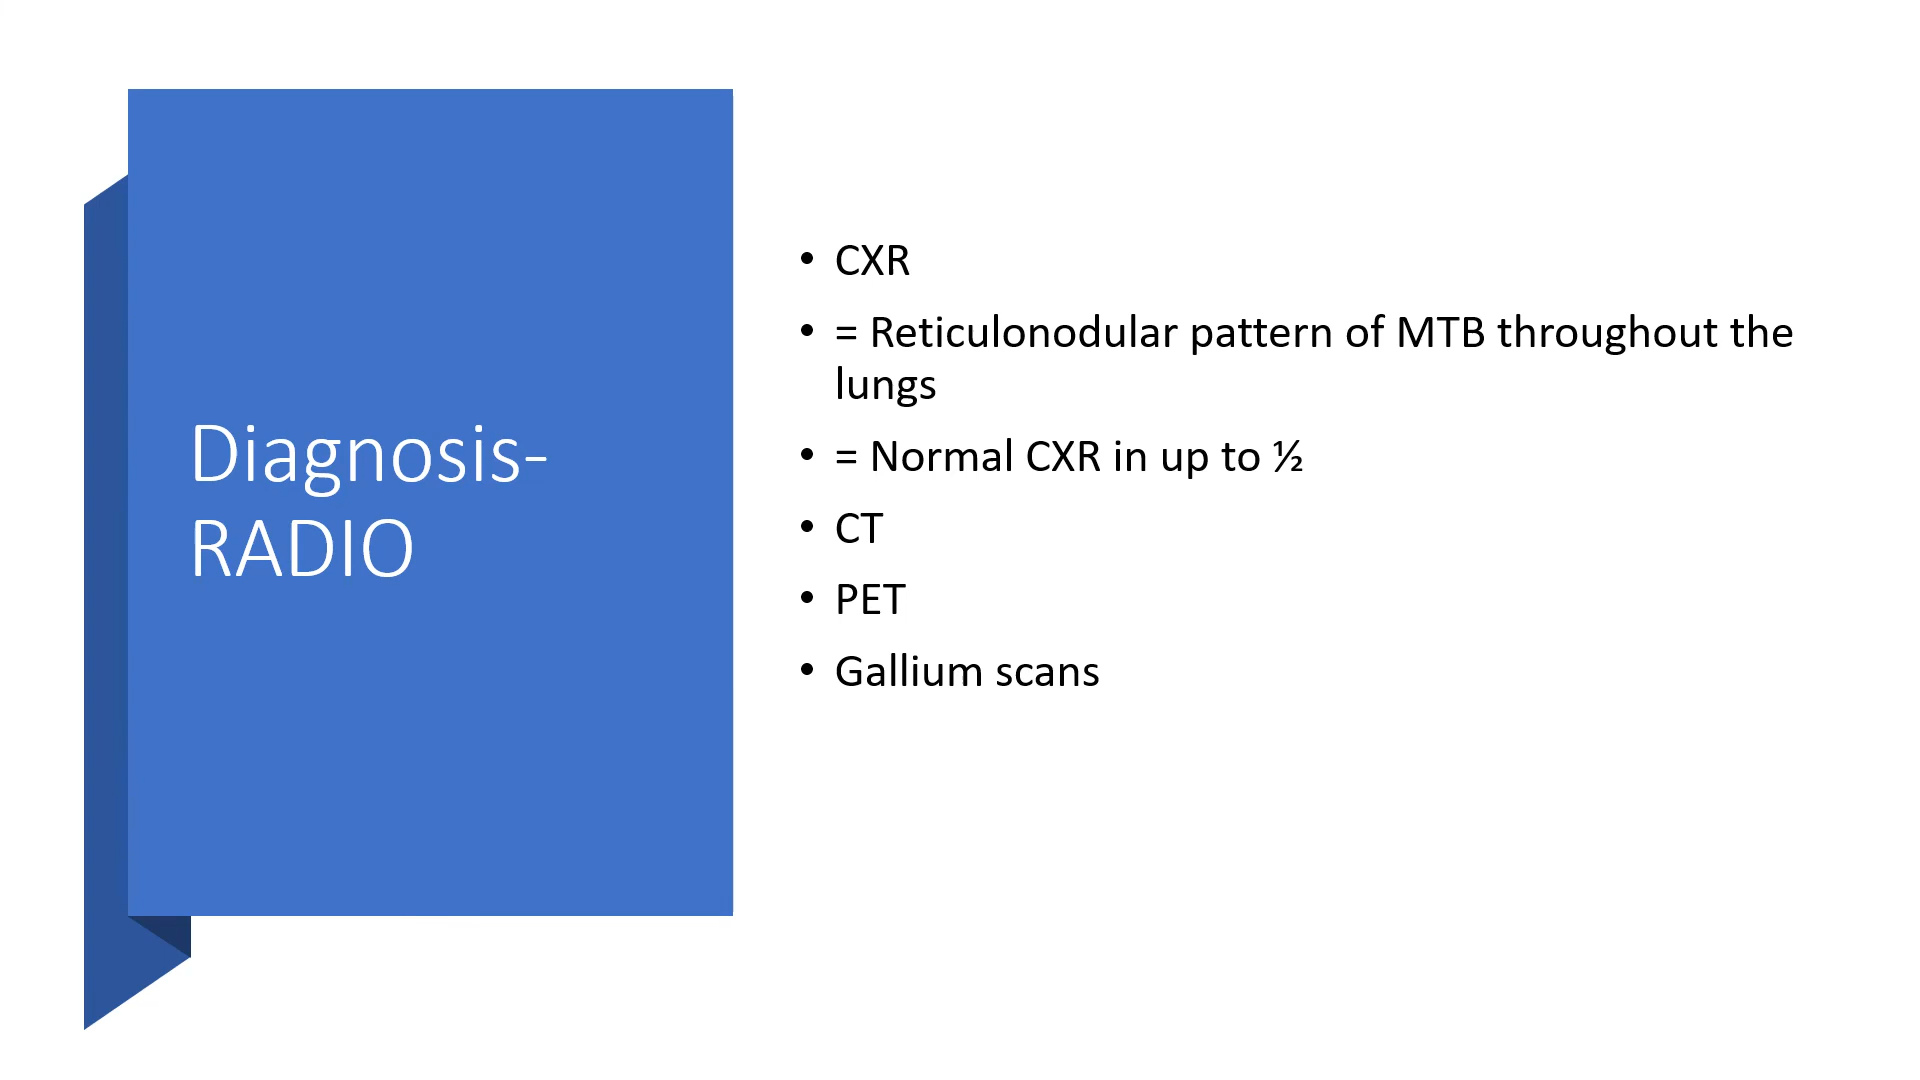 Diagnosis-
RADIO
• CXR
• = Reticulonodular pattern of MTB throughout the
lungs
• = Normal CXR in up to ½
• CT
• PET
• Gallium scans